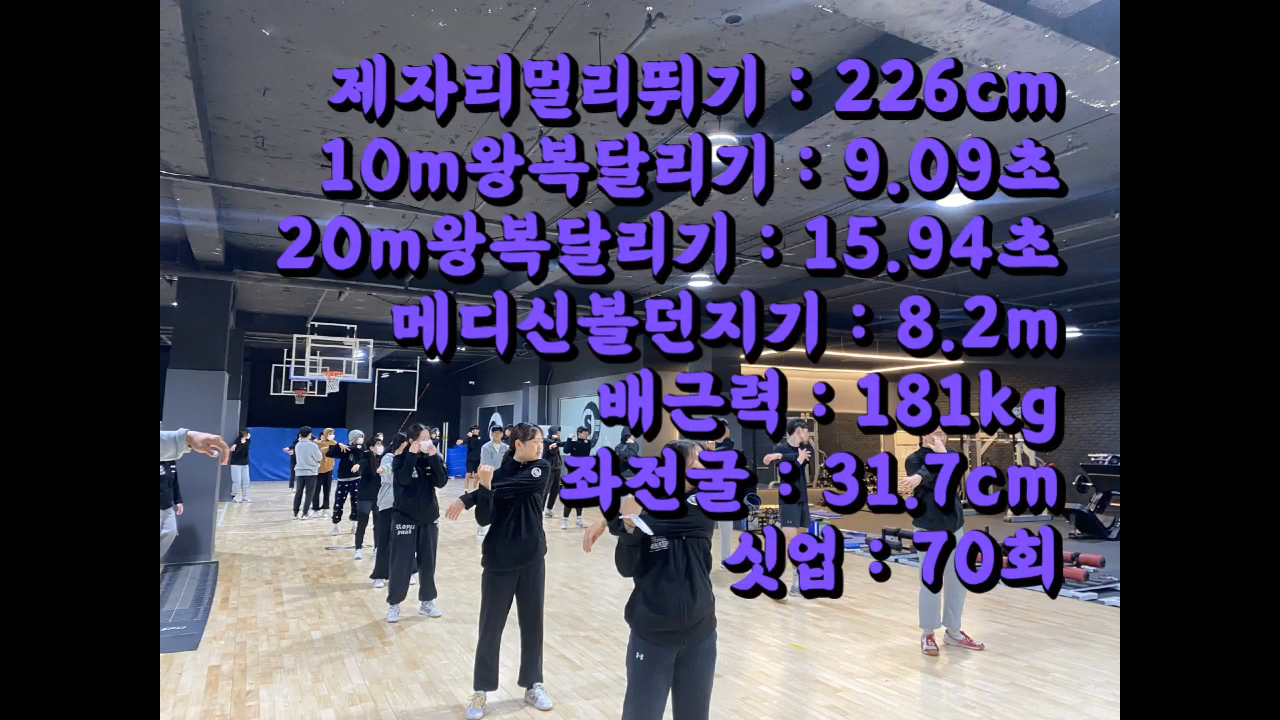 제자리멀리뛰기 : 226cm
10m왕복달리기 : 9.09초
20m왕복달리기 : 15.94초
메디신볼던지기 : 8.2m
배근력 : 181kg
좌전굴 : 31.7cm
싯업 : 70회